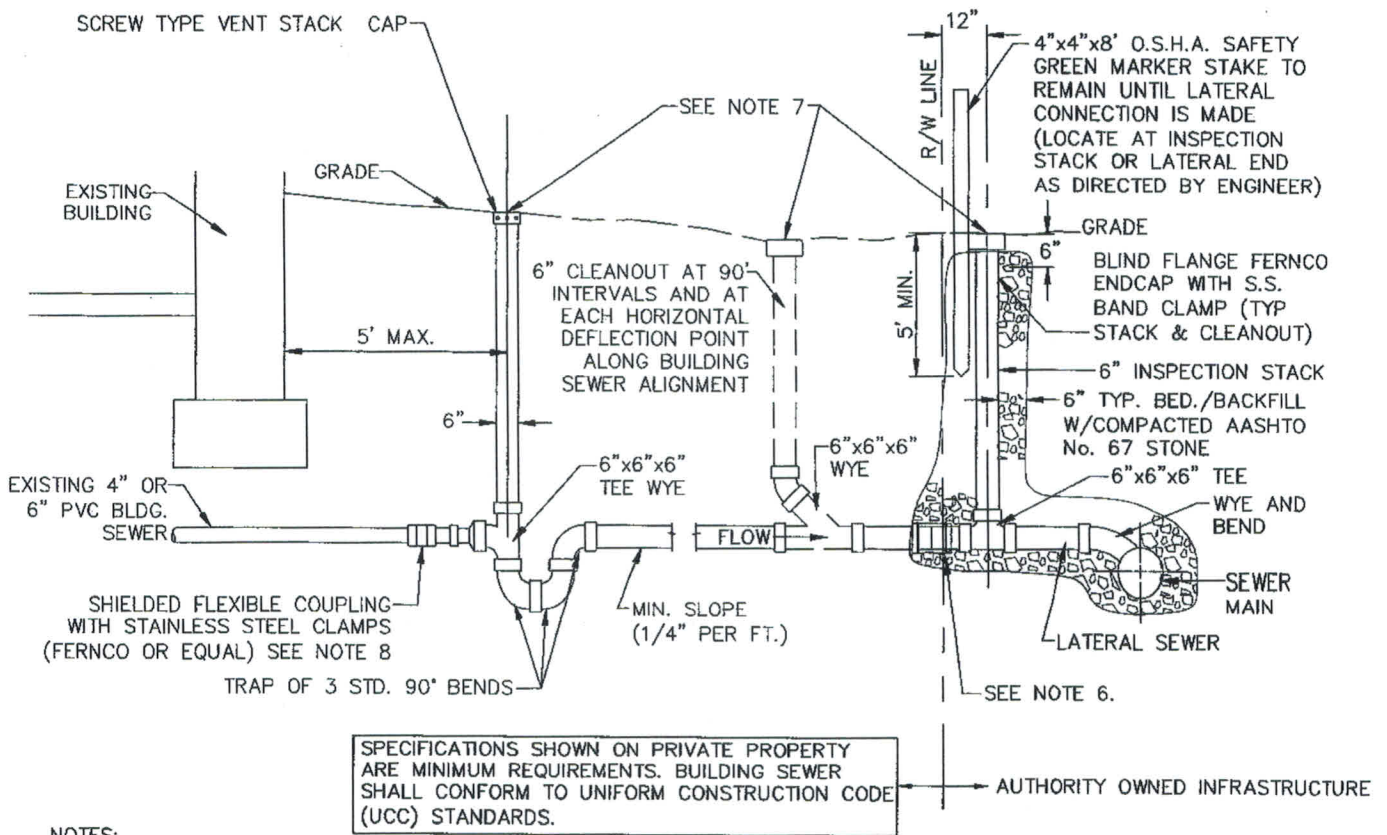 SCREW TYPE VENT STACK CAP
12"
4"x4"x8' O.S.H.A. SAFETY
GREEN MARKER STAKE TO
REMAIN UNTIL LATERAL
CONNECTION IS MADE
(LOCATE AT INSPECTION
STACK OR LATERAL END
AS DIRECTED BY ENGINEER)
R/W LINE
SEE NOTE 7
GRADE
EXISTING
BUILDING
GRADE
6"
BLIND FLANGE FERNCO
ENDCAP WITH S.S.
BAND CLAMP (TYP
STACK & CLEANOUT)
6" CLEANOUT AT 90'
INTERVALS AND AT
EACH HORIZONTAL
DEFLECTION POINT
ALONG BUILDING
SEWER ALIGNMENT
5' MIN.
5' MAX.
6" INSPECTION STACK
6" TYP. BED./BACKFILL
W/COMPACTED AASHTO
No. 67 STONE
6"
6"x6"x6"
TEE WYE
6"x6"x6"
WYE
6"x6"x6" TEE
WYE AND
BEND
EXISTING 4" OR
6" PVC BLDG.
SEWER
FLOW
SEWER
MAIN
SHIELDED FLEXIBLE COUPLING
WITH STAINLESS STEEL CLAMPS
(FERNCO OR EQUAL) SEE NOTE 8
MIN. SLOPE
(1/4" PER FT.)
LATERAL SEWER
TRAP OF 3 STD. 90° BENDS
SEE NOTE 6.
SPECIFICATIONS SHOWN ON PRIVATE PROPERTY
ARE MINIMUM REQUIREMENTS. BUILDING SEWER
SHALL CONFORM TO UNIFORM CONSTRUCTION CODE
(UCC) STANDARDS.
AUTHORITY OWNED INFRASTRUCTURE
NOTES: